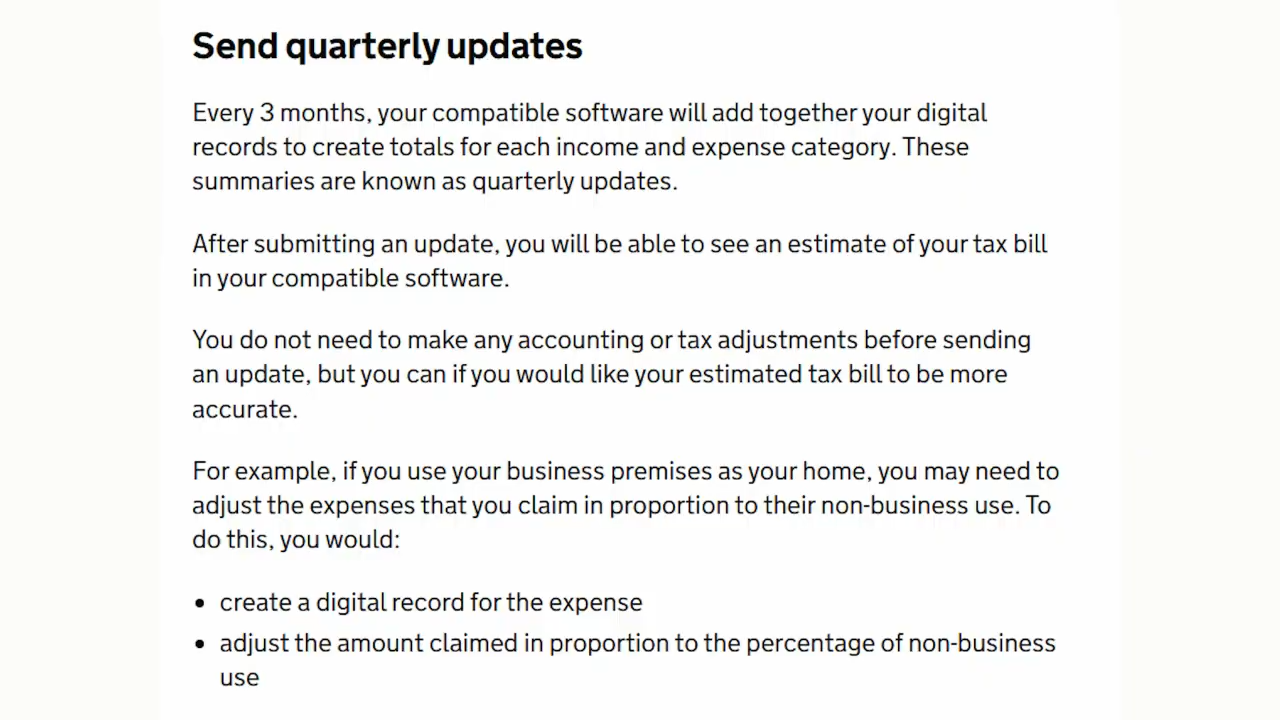 Send quarterly updates
Every 3 months, your compatible software will add together your digital
records to create totals for each income and expense category. These
summaries are known as quarterly updates.
After submitting an update, you will be able to see an estimate of your tax bill
in your compatible software.
You do not need to make any accounting or tax adjustments before sending
an update, but you can if you would like your estimated tax bill to be more
accurate.
For example, if you use your business premises as your home, you may need to
adjust the expenses that you claim in proportion to their non-business use. To
do this, you would:
• create a digital record for the expense
• adjust the amount claimed in proportion to the percentage of non-business
use